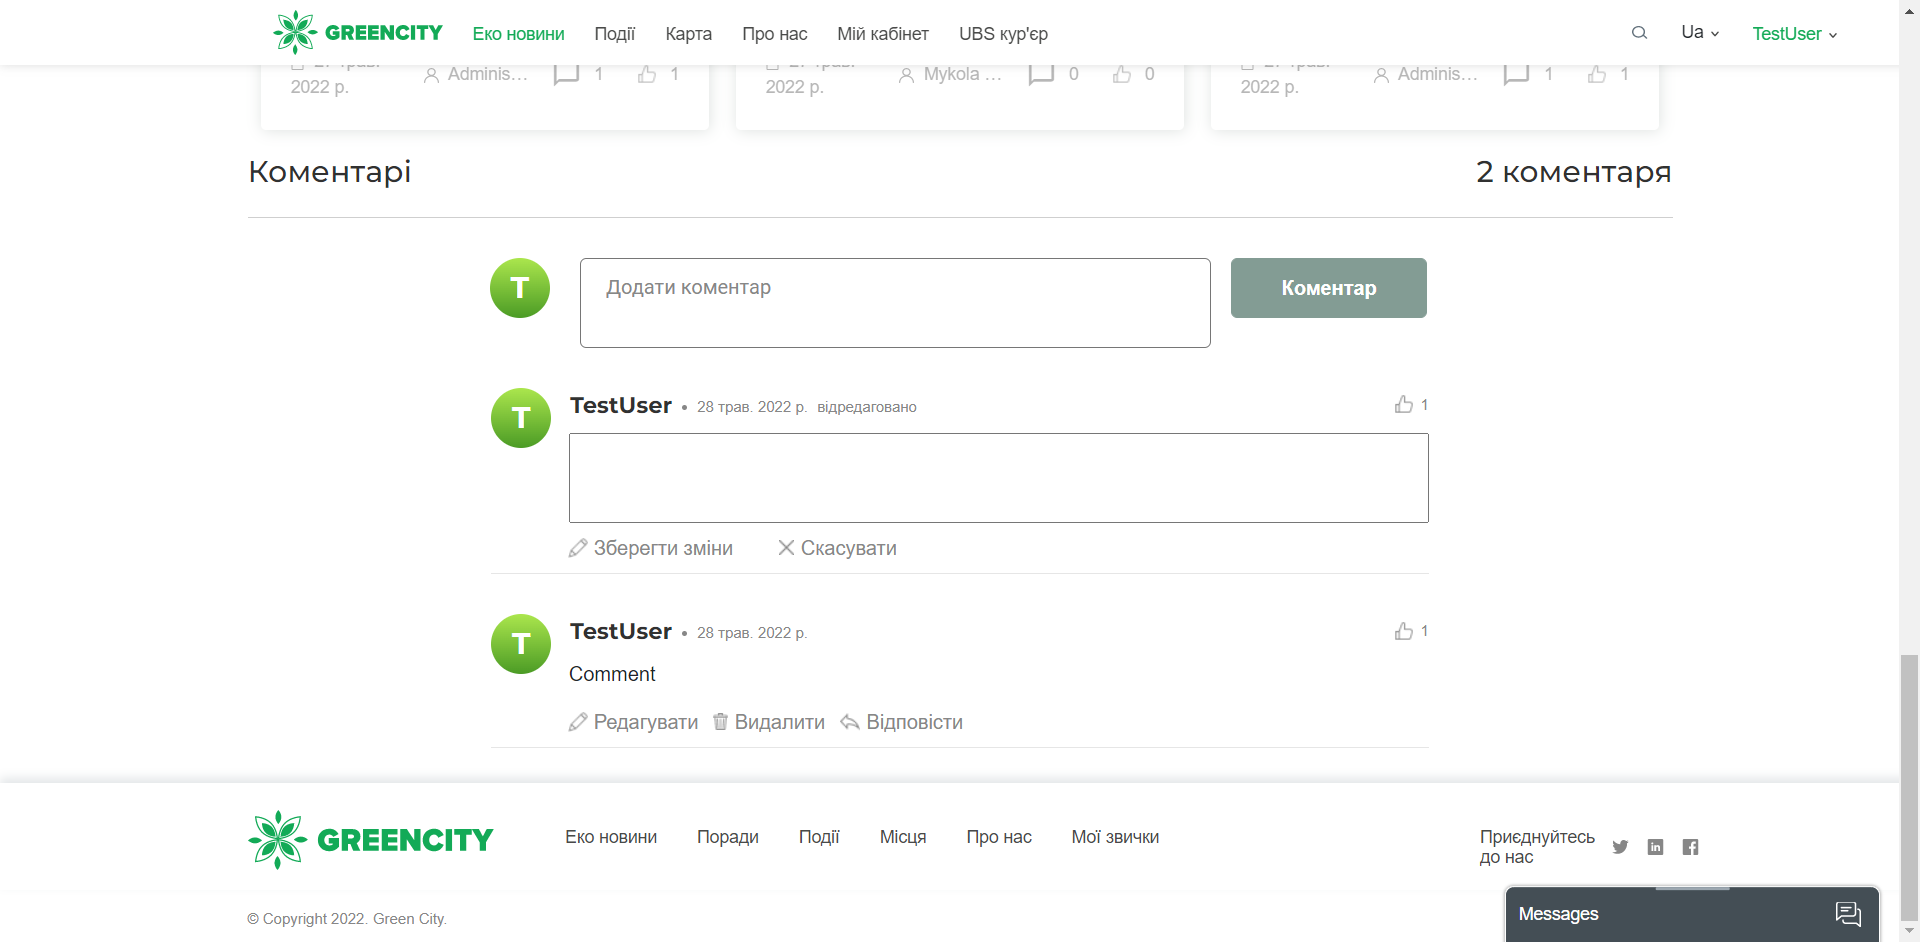 GREENCITY Еко новини Події Карта Про нас Мій кабінет UBS кур'єр Ua TestUser
2022 р. Adminis... 1 1
2022 р. Mykola ... 0 0
2022 р. Adminis... 1 1
Коментарі 2 коментаря
T Додати коментар Коментар
T TestUser • 28 трав. 2022 р. відредаговано 1
Зберегти зміни Скасувати
T TestUser • 28 трав. 2022 р. 1
Comment
Редагувати Видалити Відповісти
GREENCITY Еко новини Поради Події Місця Про нас Мої звички
Приєднуйтесь
до нас
© Copyright 2022. Green City.
Messages